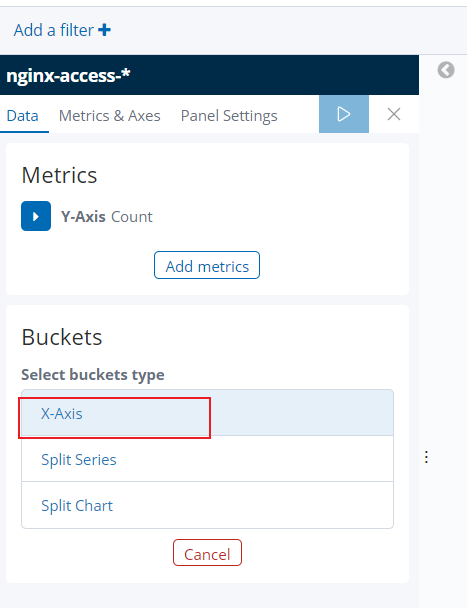 Add a filter +
nginx-access-*
Data Metrics & Axes Panel Settings
Metrics
Y-Axis Count
Add metrics
Buckets
Select buckets type
X-Axis
Split Series
Split Chart
Cancel